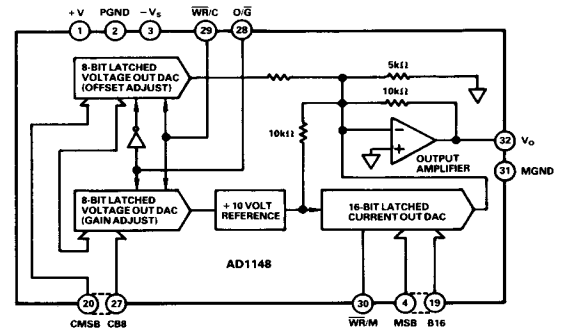 +V PGND −Vs W̅R̅/C O/G̅
1 2 3 29 28
8-BIT LATCHED
VOLTAGE OUT DAC
(OFFSET ADJUST)
5kΩ
10kΩ
10kΩ
−
+
OUTPUT
AMPLIFIER
32 Vo
31 MGND
8-BIT LATCHED
VOLTAGE OUT DAC
(GAIN ADJUST)
+10 VOLT
REFERENCE
16-BIT LATCHED
CURRENT OUT DAC
AD1148
20 27 30 4 19
CMSB CB8 W̅R̅/M MSB B16